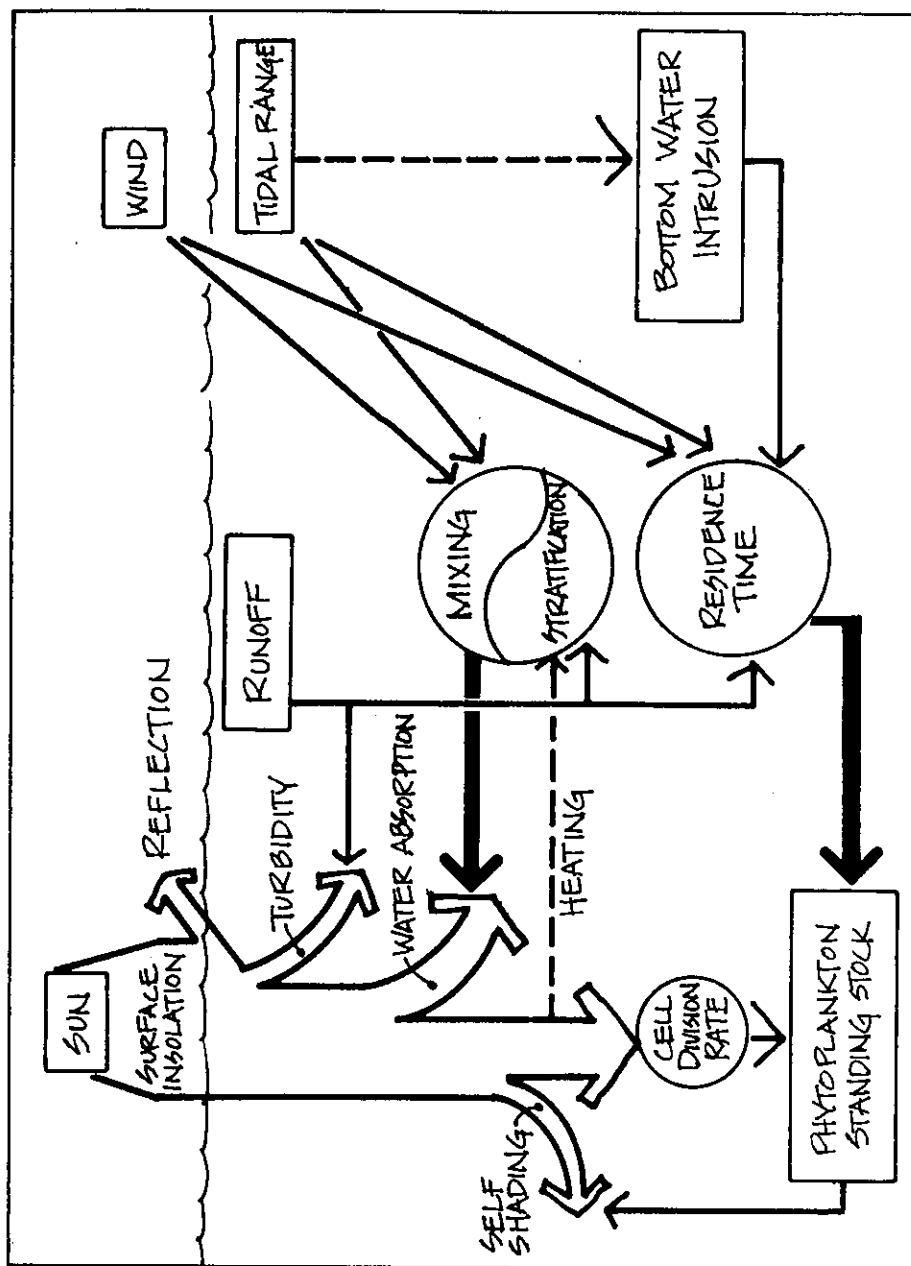 SUN
SURFACE
INSOLATION
REFLECTION
WIND
RUNOFF
TIDAL RANGE
TURBIDITY
WATER ABSORPTION
MIXING
STRATIFICATION
SELF
SHADING
HEATING
CELL
DIVISION
RATE
RESIDENCE
TIME
BOTTOM WATER
INTRUSION
PHYTOPLANKTON
STANDING STOCK